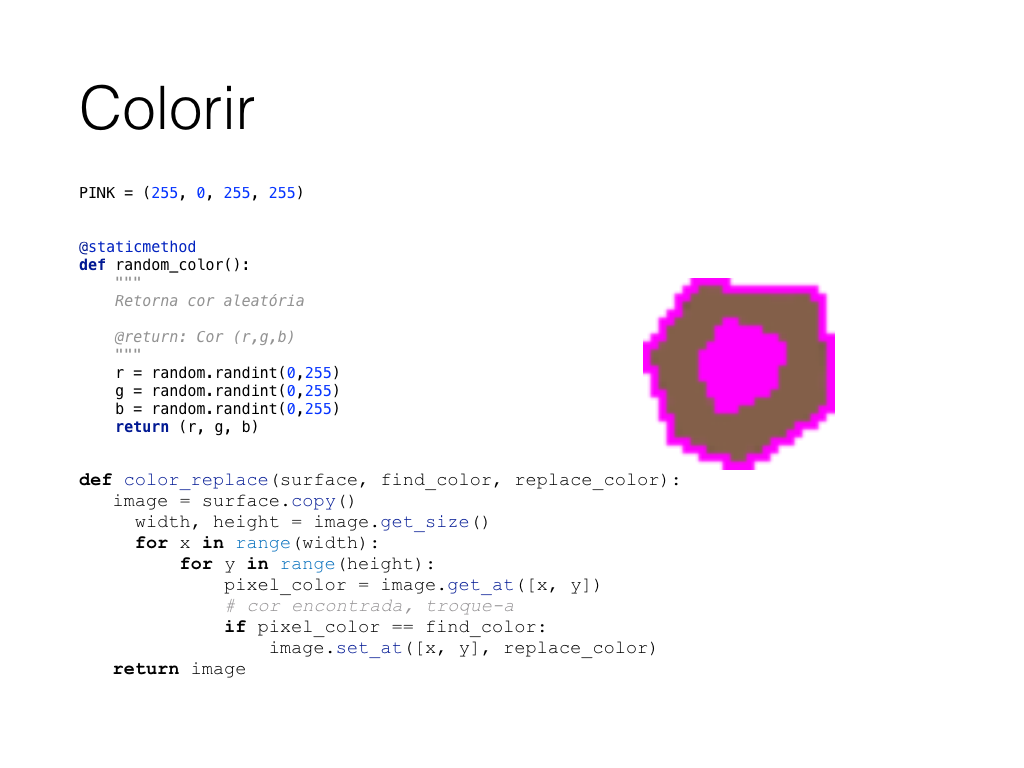 Colorir
PINK = (255, 0, 255, 255)
@staticmethod
def random_color():
    """
    Retorna cor aleatória
    @return: Cor (r,g,b)
    """
    r = random.randint(0,255)
    g = random.randint(0,255)
    b = random.randint(0,255)
    return (r, g, b)
def color_replace(surface, find_color, replace_color):
   image = surface.copy()
     width, height = image.get_size()
     for x in range(width):
         for y in range(height):
             pixel_color = image.get_at([x, y])
             # cor encontrada, troque-a
             if pixel_color == find_color:
                 image.set_at([x, y], replace_color)
   return image